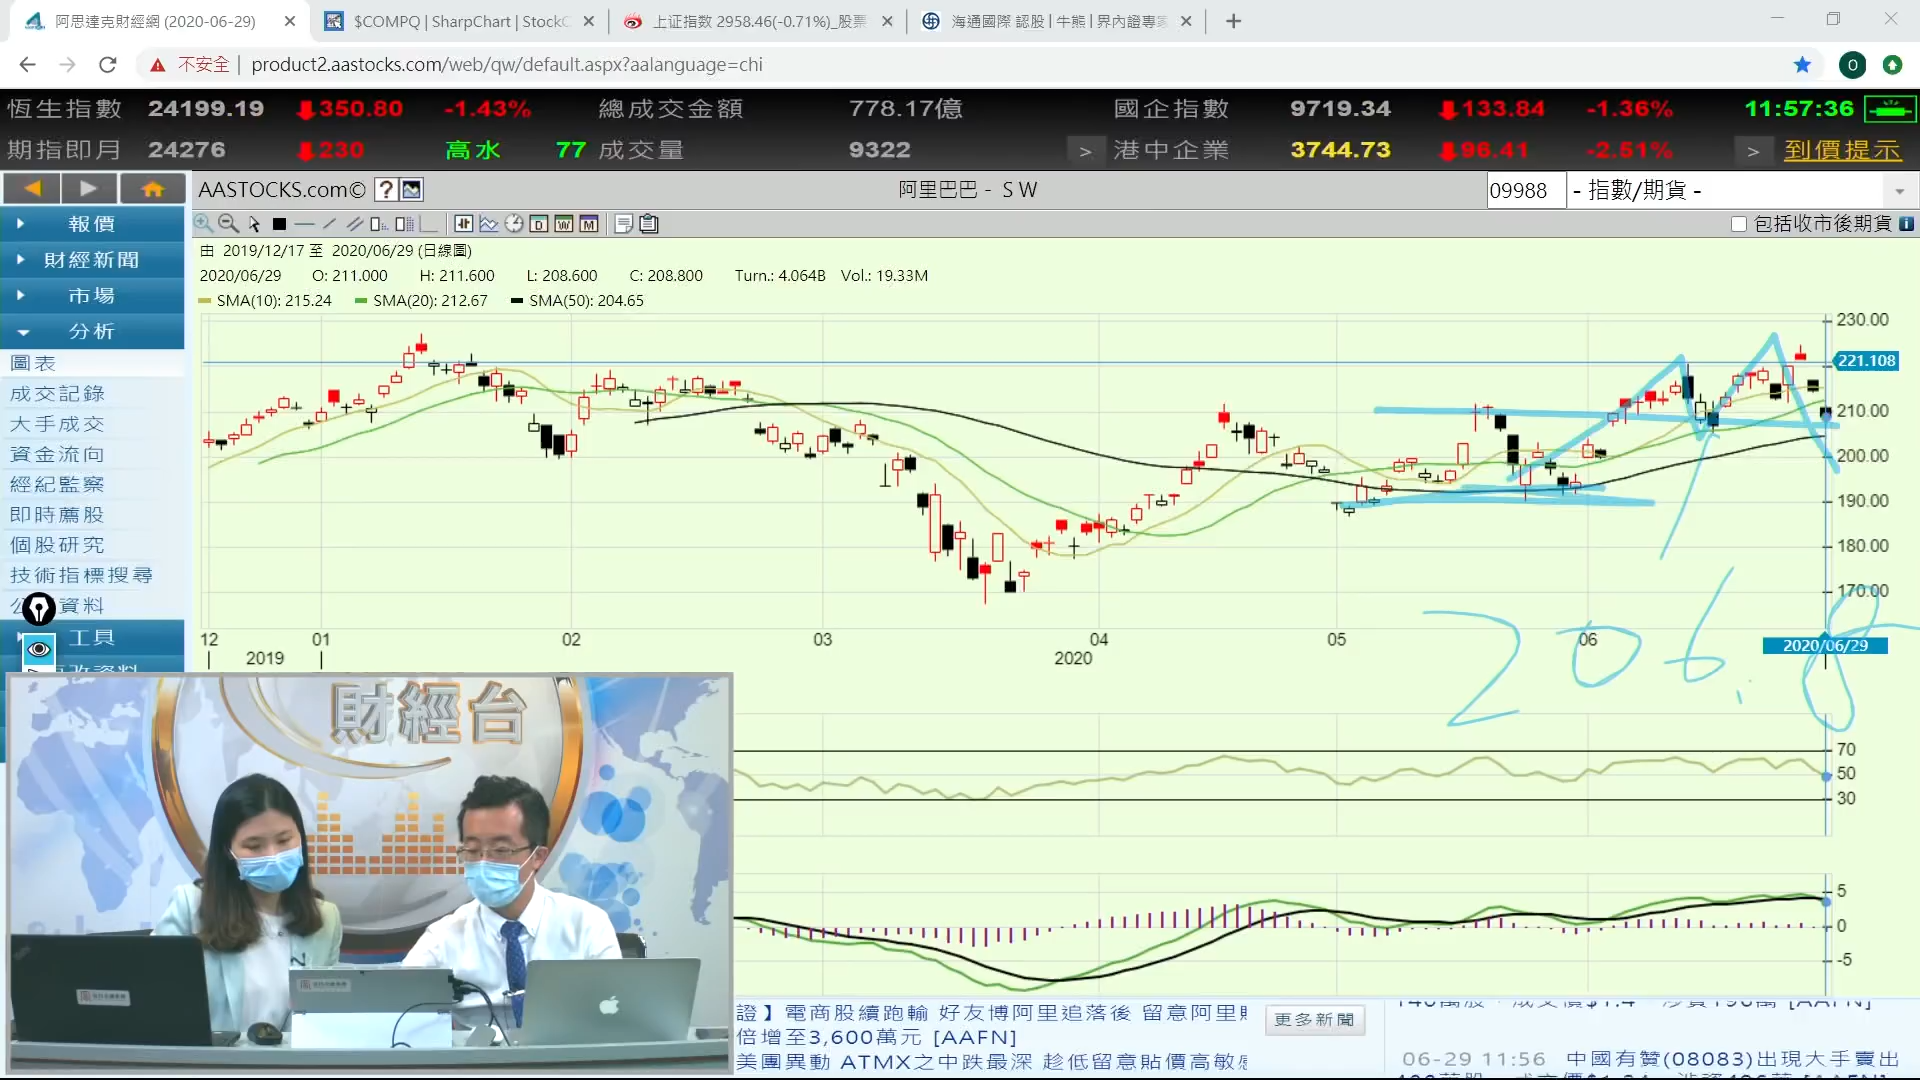 阿思達克財經網 (2020-06-29)
$COMPQ | SharpChart | StockC
上证指数 2958.46(-0.71%)_股票
海通國際 認股 | 牛熊 | 界內證專家
不安全 | product2.aastocks.com/web/qw/default.aspx?aalanguage=chi
O
恆生指數 24199.19 350.80 -1.43% 總成交金額 778.17億 國企指數 9719.34 133.84 -1.36% 11:57:36
期指即月 24276 230 高水 77 成交量 9322 > 港中企業 3744.73 96.41 -2.51% > 到價提示
AASTOCKS.com© ? 阿里巴巴 - S W 09988 - 指數/期貨 -
D W M 包括收市後期貨 i
報價
財經新聞
市場
分析
圖表
成交記錄
大手成交
資金流向
經紀監察
即時薦股
個股研究
技術指標搜尋
資料
工具
由 2019/12/17 至 2020/06/29 (日線圖)
2020/06/29 O: 211.000 H: 211.600 L: 208.600 C: 208.800 Turn.: 4.064B Vol.: 19.33M
SMA(10): 215.24 SMA(20): 212.67 SMA(50): 204.65
230.00
221.108
210.00
200.00
190.00
180.00
170.00
12 01 02 03 04 05 06 2020/06/29
2019 2020
206.8
70
50
30
5
0
-5
財經台
證】電商股續跑輸 好友博阿里追落後 留意阿里
倍增至3,600萬元 [AAFN]
美團異動 ATMX之中跌最深 趁低留意貼價高敏
更多新聞
06-29 11:56 中國有贊(08083)出現大手賣出